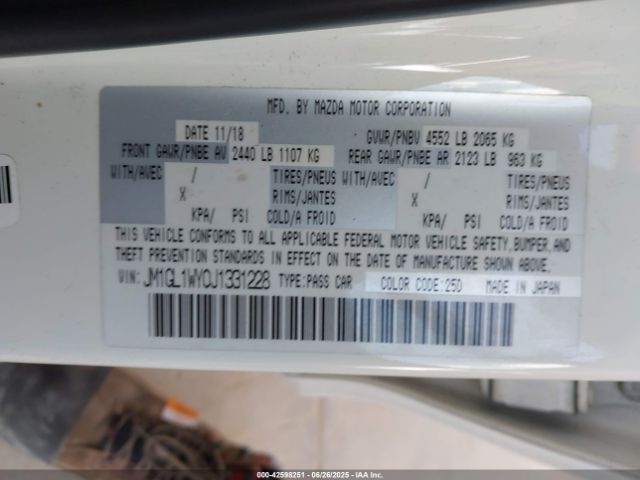 MFD. BY MAZDA MOTOR CORPORATION
DATE 11/18 GVWR/PNBV 4552 LB 2065 KG
FRONT GAWR/PNBE AV 2440 LB 1107 KG REAR GAWR/PNBE AR 2123 LB 963 KG
WITH/AVEC / TIRES/PNEUS WITH/AVEC / TIRES/PNEUS
X RIMS/JANTES X RIMS/JANTES
KPA/ PSI COLD/A FROID KPA/ PSI COLD/A FROID
THIS VEHICLE CONFORMS TO ALL APPLICABLE FEDERAL MOTOR VEHICLE SAFETY, BUMPER, AND
THEFT PREVENTION STANDARDS IN EFFECT ON THE DATE OF MANUFACTURE SHOWN ABOVE.
VIN: JM1GL1WY0J1331228 TYPE:PASS CAR COLOR CODE:25D MADE IN JAPAN
000-42598251 - 06/26/2025 - IAAI.COM